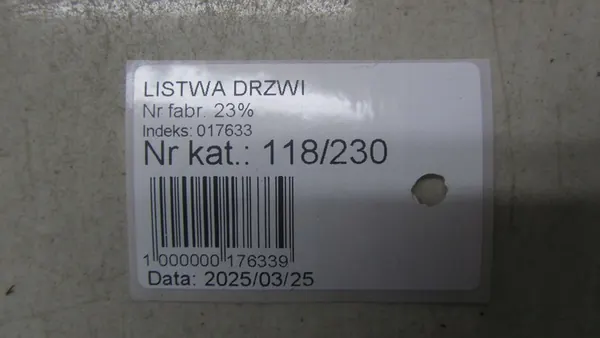 LISTWA DRZWI
Nr fabr. 23%
Indeks: 017633
Nr kat.: 118/230
1 000000 176339
Data: 2025/03/25